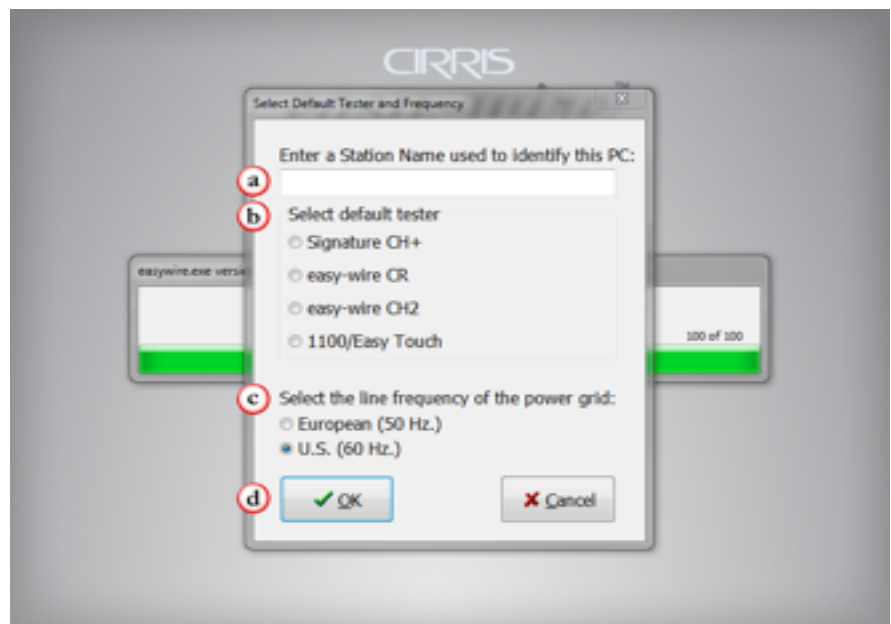 CIRRIS
Select Default Tester and Frequency
Enter a Station Name used to identify this PC:
a
b
Select default tester
Signature CH+
easy-wire CR
easywire.exe versi
easy-wire CH2
1100/Easy Touch
100 of 100
c
Select the line frequency of the power grid:
European (50 Hz.)
U.S. (60 Hz.)
d
OK
Cancel